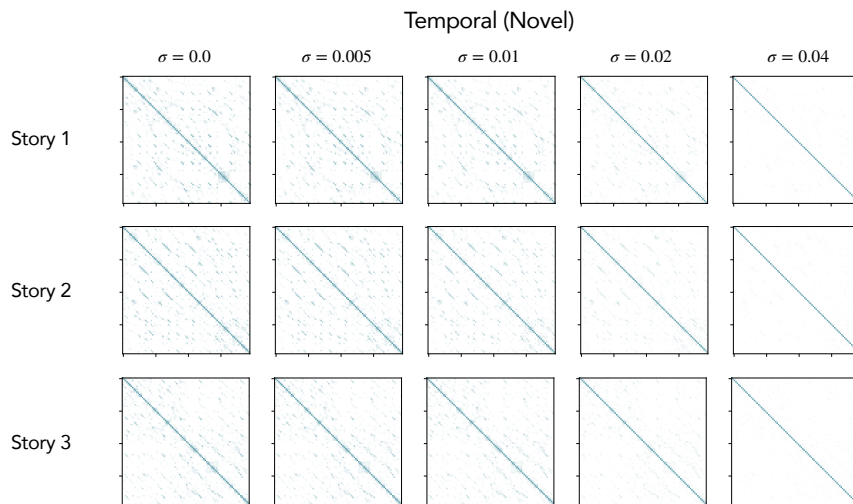 Temporal (Novel)
σ = 0.0 σ = 0.005 σ = 0.01 σ = 0.02 σ = 0.04
Story 1
Story 2
Story 3